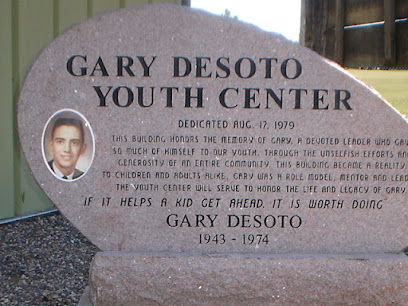 GARY DESOTO
YOUTH CENTER
DEDICATED AUG. 17, 1979
THIS BUILDING HONORS THE MEMORY OF GARY, A DEVOTED LEADER WHO GAV
SO MUCH OF HIMSELF TO OUR YOUTH. THROUGH THE UNSELFISH EFFORTS AN
GENEROSITY OF AN ENTIRE COMMUNITY, THIS BUILDING BECAME A REALITY
TO CHILDREN AND ADULTS ALIKE, GARY WAS A ROLE MODEL, MENTOR AND LEAD
THE YOUTH CENTER WILL SERVE TO HONOR THE LIFE AND LEGACY OF GARY
IF IT HELPS A KID GET AHEAD, IT IS WORTH DOING
GARY DESOTO
1943 - 1974